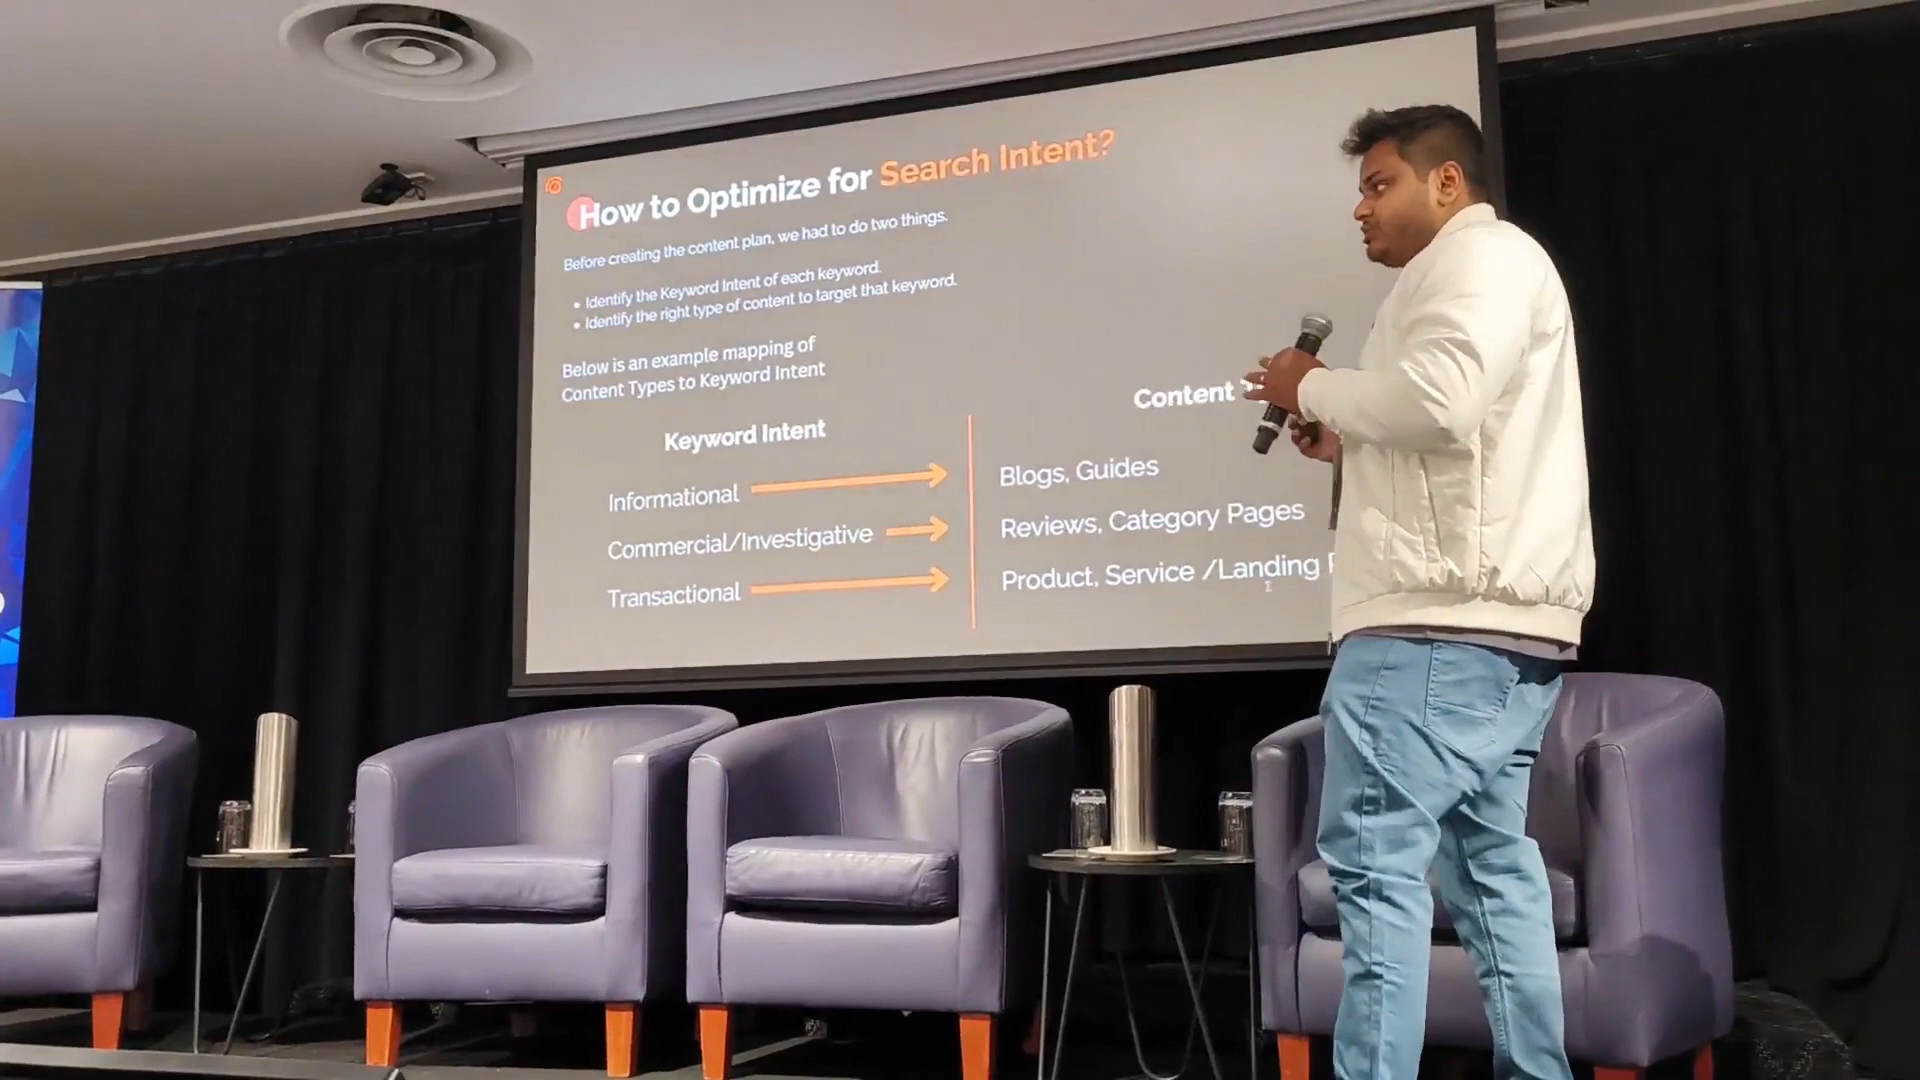 How to Optimize for Search Intent?
Before creating the content plan, we had to do two things.
• Identify the Keyword Intent of each keyword.
• Identify the right type of content to target that keyword.
Below is an example mapping of
Content Types to Keyword Intent
Keyword Intent
Content
Informational
Blogs, Guides
Commercial/Investigative
Reviews, Category Pages
Transactional
Product, Service /Landing